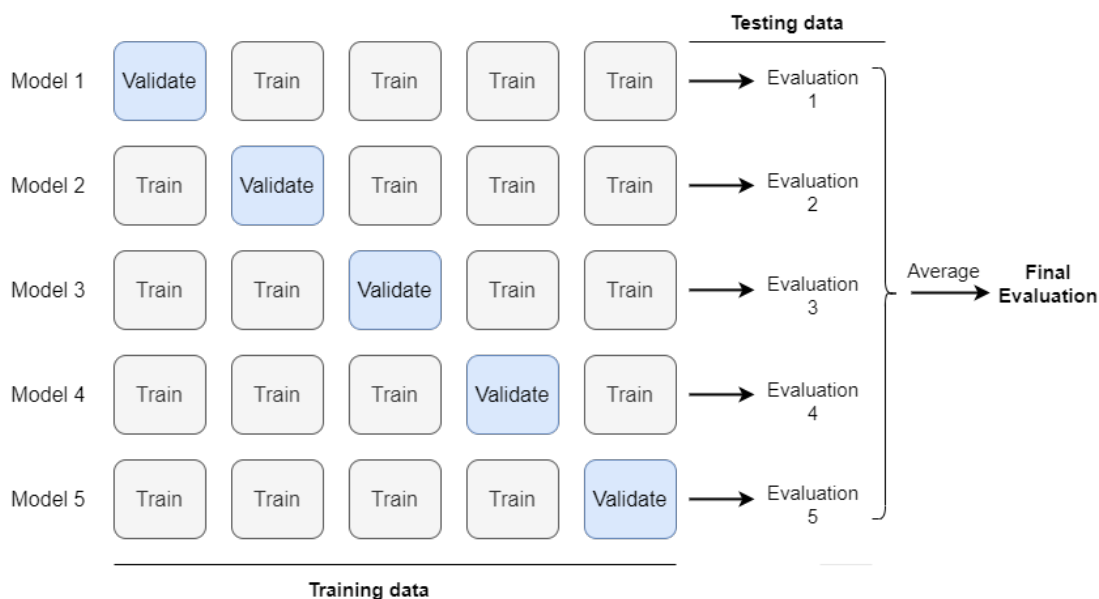 Testing data
Model 1 Validate Train Train Train Train Evaluation
1
Model 2 Train Validate Train Train Train Evaluation
2
Model 3 Train Train Validate Train Train Evaluation
3
Average Final
Evaluation
Model 4 Train Train Train Validate Train Evaluation
4
Model 5 Train Train Train Train Validate Evaluation
5
Training data